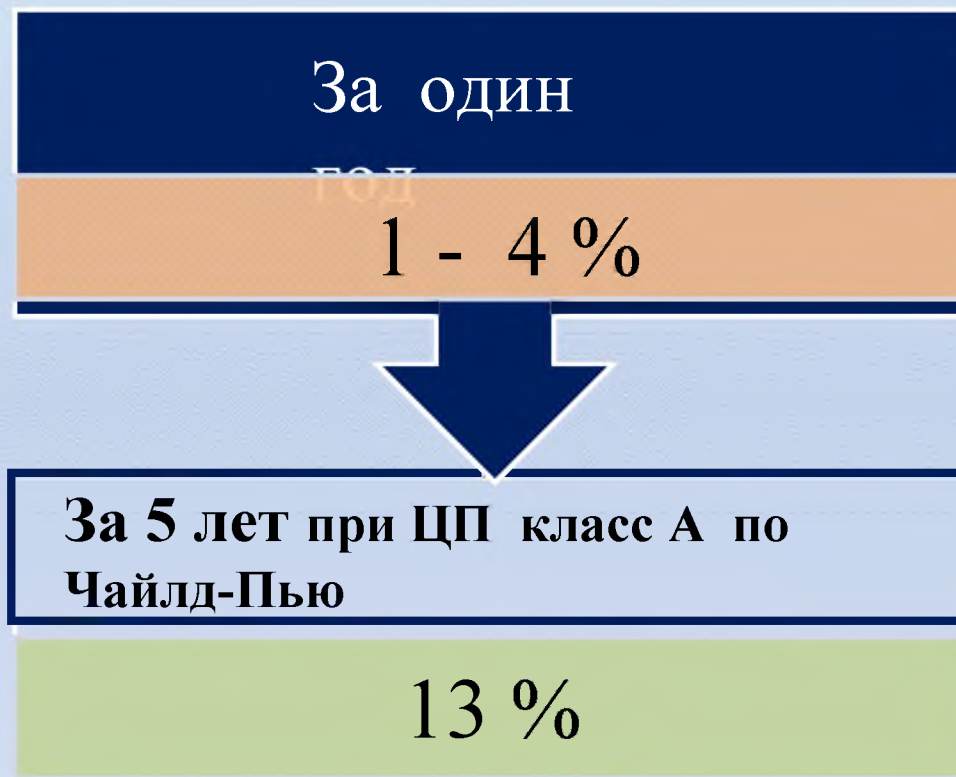 За один
год
1 - 4 %
За 5 лет при ЦП класс А по
Чайлд-Пью
13 %